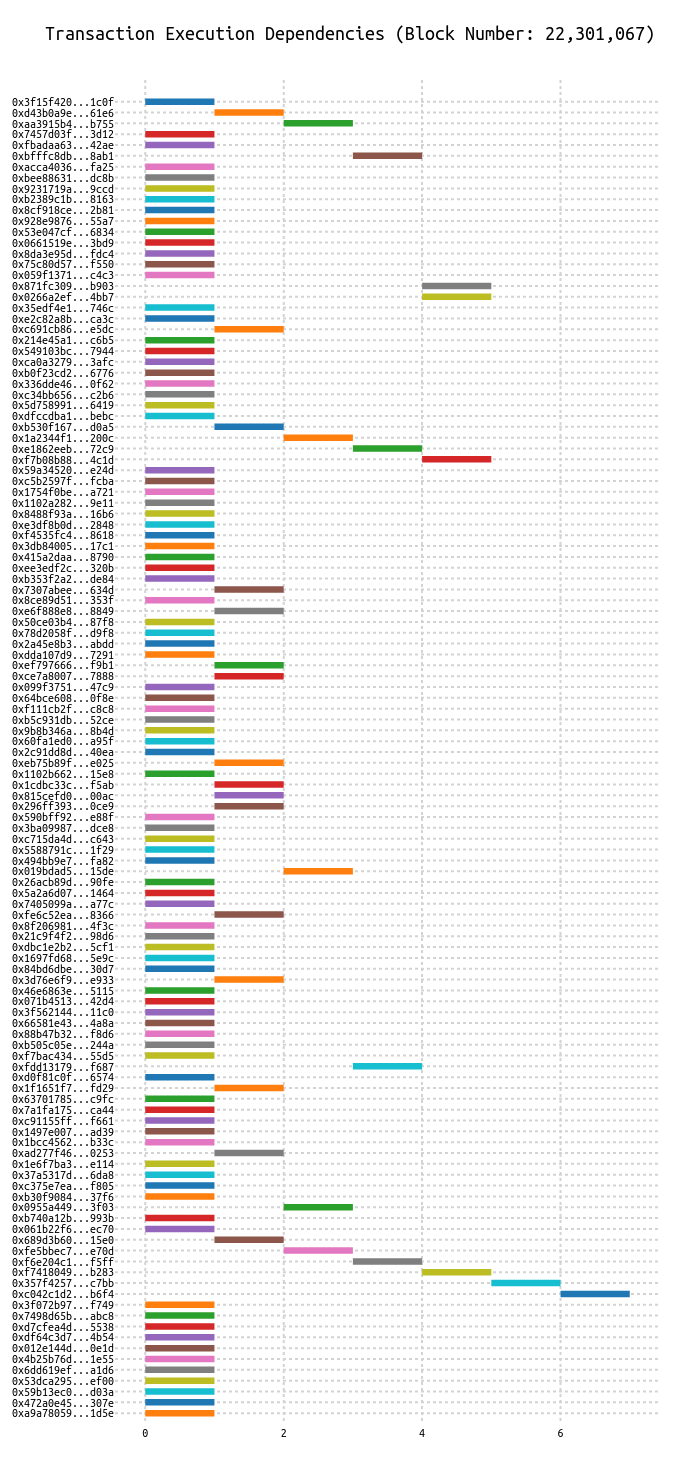 Transaction Execution Dependencies (Block Number: 22,301,067)
0x3f15f420...1c0f
0xd43b0a9e...61e6
0xaa3915b4...b755
0x7457d03f...3d12
0xfbadaa63...42ae
0xbfffc8db...8ab1
0xacca4036...fa25
0xbee88631...dc8b
0x9231719a...9ccd
0xb2389c1b...8163
0x8cf918ce...2b81
0x928e9876...55a7
0x53e047cf...6834
0x0661519e...3bd9
0x8da3e95d...fdc4
0x75c80d57...f550
0x059f1371...c4c3
0x871fc309...b903
0x0266a2ef...4bb7
0x35edf4e1...746c
0xe2c82a8b...ca3c
0xc691cb86...e5dc
0x214e45a1...c6b5
0x549103bc...7944
0xca0a3279...3afc
0xb0f23cd2...6776
0x336dde46...0f62
0xc34bb656...c2b6
0x5d758991...6419
0xdfccdba1...bebc
0xb530f167...d0a5
0x1a2344f1...200c
0xe1862eeb...72c9
0xf7b08b88...4c1d
0x59a34520...e24d
0xc5b2597f...fcba
0x1754f0be...a721
0x1102a282...9e11
0x8488f93a...16b6
0xe3df8b0d...2848
0xf4535fc4...8618
0x3db84005...17c1
0x415a2daa...8790
0xee3edf2c...320b
0xb353f2a2...de84
0x7307abee...634d
0x8ce89d51...353f
0xe6f888e8...8849
0x50ce03b4...87f8
0x78d2058f...d9f8
0x2a45e8b3...abdd
0xdda107d9...7291
0xef797666...f9b1
0xce7a8007...7888
0x099f3751...47c9
0x64bce608...0f8e
0xf111cb2f...c8c8
0xb5c931db...52ce
0x9b8b346a...8b4d
0x60fa1ed0...a95f
0x2c91dd8d...40ea
0xeb75b89f...e025
0x1102b662...15e8
0x1cdbc33c...f5ab
0x815cefd0...00ac
0x296ff393...0ce9
0x590bff92...e88f
0x3ba09987...dce8
0xc715da4d...c643
0x5588791c...1f29
0x494bb9e7...fa82
0x019bdad5...15de
0x26acb89d...90fe
0x5a2a6d07...1464
0x7405099a...a77c
0xfe6c52ea...8366
0x8f206981...4f3c
0x21c9f4f2...98d6
0xdbc1e2b2...5cf1
0x1697fd68...5e9c
0x84bd6dbe...30d7
0x3d76e6f9...e933
0x46e6863e...5115
0x071b4513...42d4
0x3f562144...11c0
0x66581e43...4a8a
0x88b47b32...f8d6
0xb505c05e...244a
0xf7bac434...55d5
0xfdd13179...f687
0xd0f81c0f...6574
0x1f1651f7...fd29
0x63701785...c9fc
0x7a1fa175...ca44
0xc91155ff...f661
0x1497e007...ad39
0x1bcc4562...b33c
0xad277f46...0253
0x1e6f7ba3...e114
0x37a5317d...6da8
0xc375e7ea...f805
0xb30f9084...37f6
0x0955a449...3f03
0xb740a12b...993b
0x061b22f6...ec70
0x689d3b60...15e0
0xfe5bbec7...e70d
0xf6e204c1...f5ff
0xf7418049...b283
0x357f4257...c7bb
0xc042c1d2...b6f4
0x3f072b97...f749
0x7498d65b...abc8
0xd7cfea4d...5538
0xdf64c3d7...4b54
0x012e144d...0e1d
0x4b25b76d...1e55
0x6dd619ef...a1d6
0x53dca295...ef00
0x59b13ec0...d03a
0x472a0e45...307e
0xa9a78059...1d5e
0 2 4 6